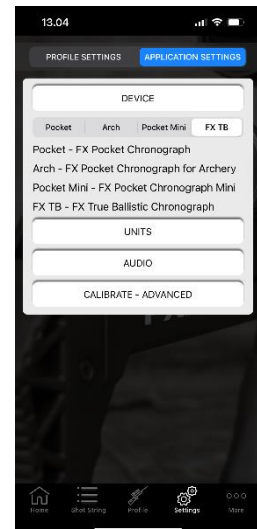 13.04
PROFILE SETTINGS APPLICATION SETTINGS
DEVICE
Pocket Arch Pocket Mini FX TB
Pocket - FX Pocket Chronograph
Arch - FX Pocket Chronograph for Archery
Pocket Mini - FX Pocket Chronograph Mini
FX TB - FX True Ballistic Chronograph
UNITS
AUDIO
CALIBRATE - ADVANCED
Home Shot String Profile Settings More